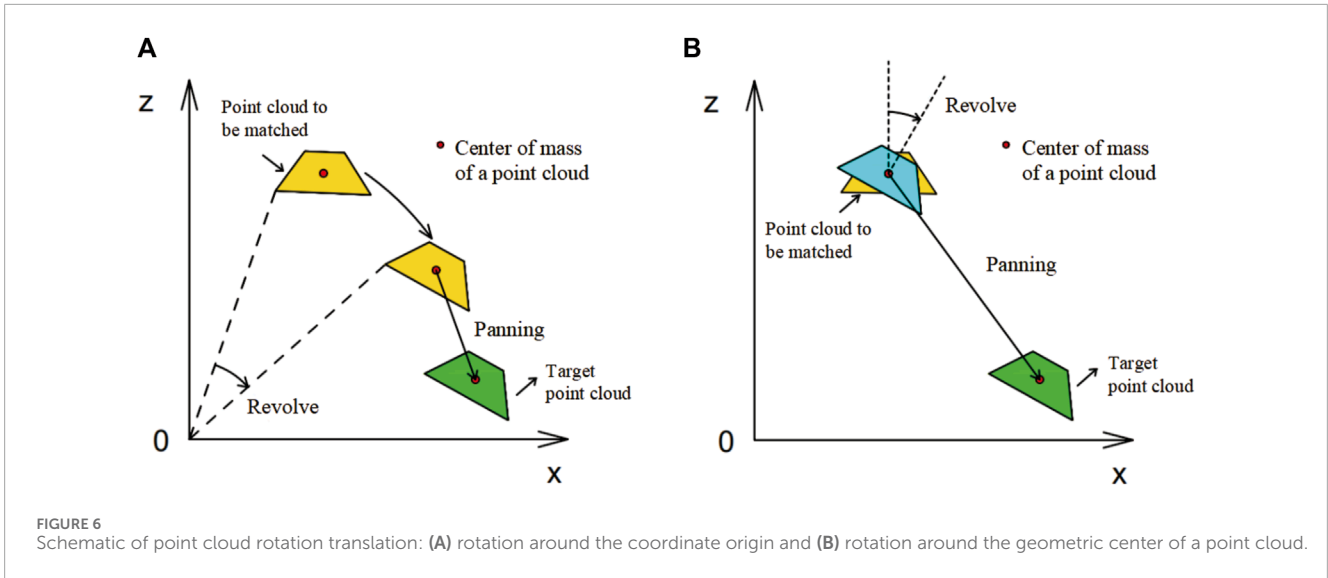 A
Z
Point cloud to
be matched
Center of mass
of a point cloud
Panning
Target
point cloud
Revolve
0
X
B
Z
Revolve
Center of mass
of a point cloud
Point cloud to
be matched
Panning
Target
point cloud
0
X
FIGURE 6
Schematic of point cloud rotation translation: (A) rotation around the coordinate origin and (B) rotation around the geometric center of a point cloud.